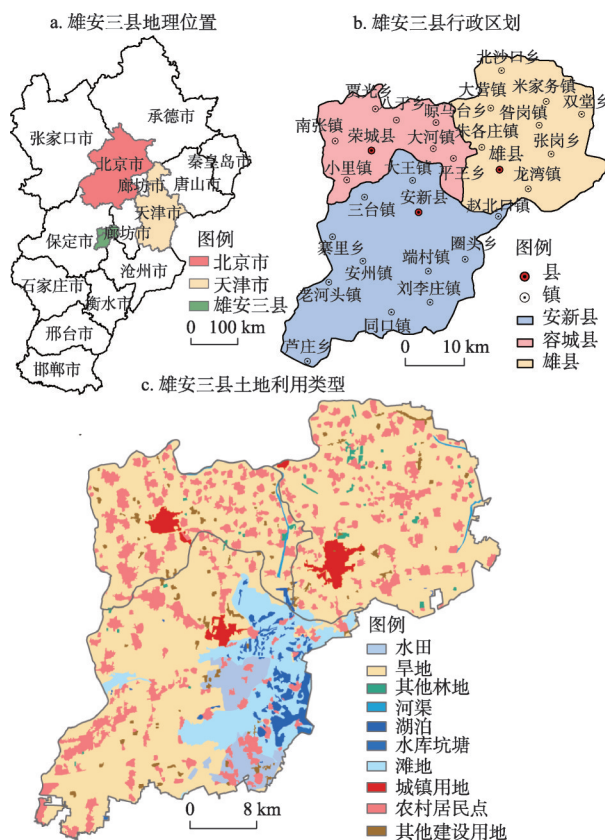 a. 雄安三县地理位置
承德市
张家口市
北京市
秦皇岛市
廊坊市
唐山市
天津市
廊坊市
保定市
沧州市
石家庄市
衡水市
邢台市
邯郸市
图例
北京市
天津市
雄安三县
0 100 km
b. 雄安三县行政区划
北沙口乡
贾光乡
大营镇
米家务镇
八于乡
昝岗镇
双堂乡
晾马台乡
南张镇
朱各庄镇
荣城县
大河镇
张岗乡
雄县
小里镇
大王镇
平王乡
龙湾镇
安新县
三台镇
赵北口镇
寨里乡
圈头乡
安州镇
端村镇
老河头镇
刘李庄镇
同口镇
芦庄乡
图例
县
镇
安新县
容城县
雄县
0 10 km
c. 雄安三县土地利用类型
图例
水田
旱地
其他林地
河渠
湖泊
水库坑塘
滩地
城镇用地
农村居民点
其他建设用地
0 8 km